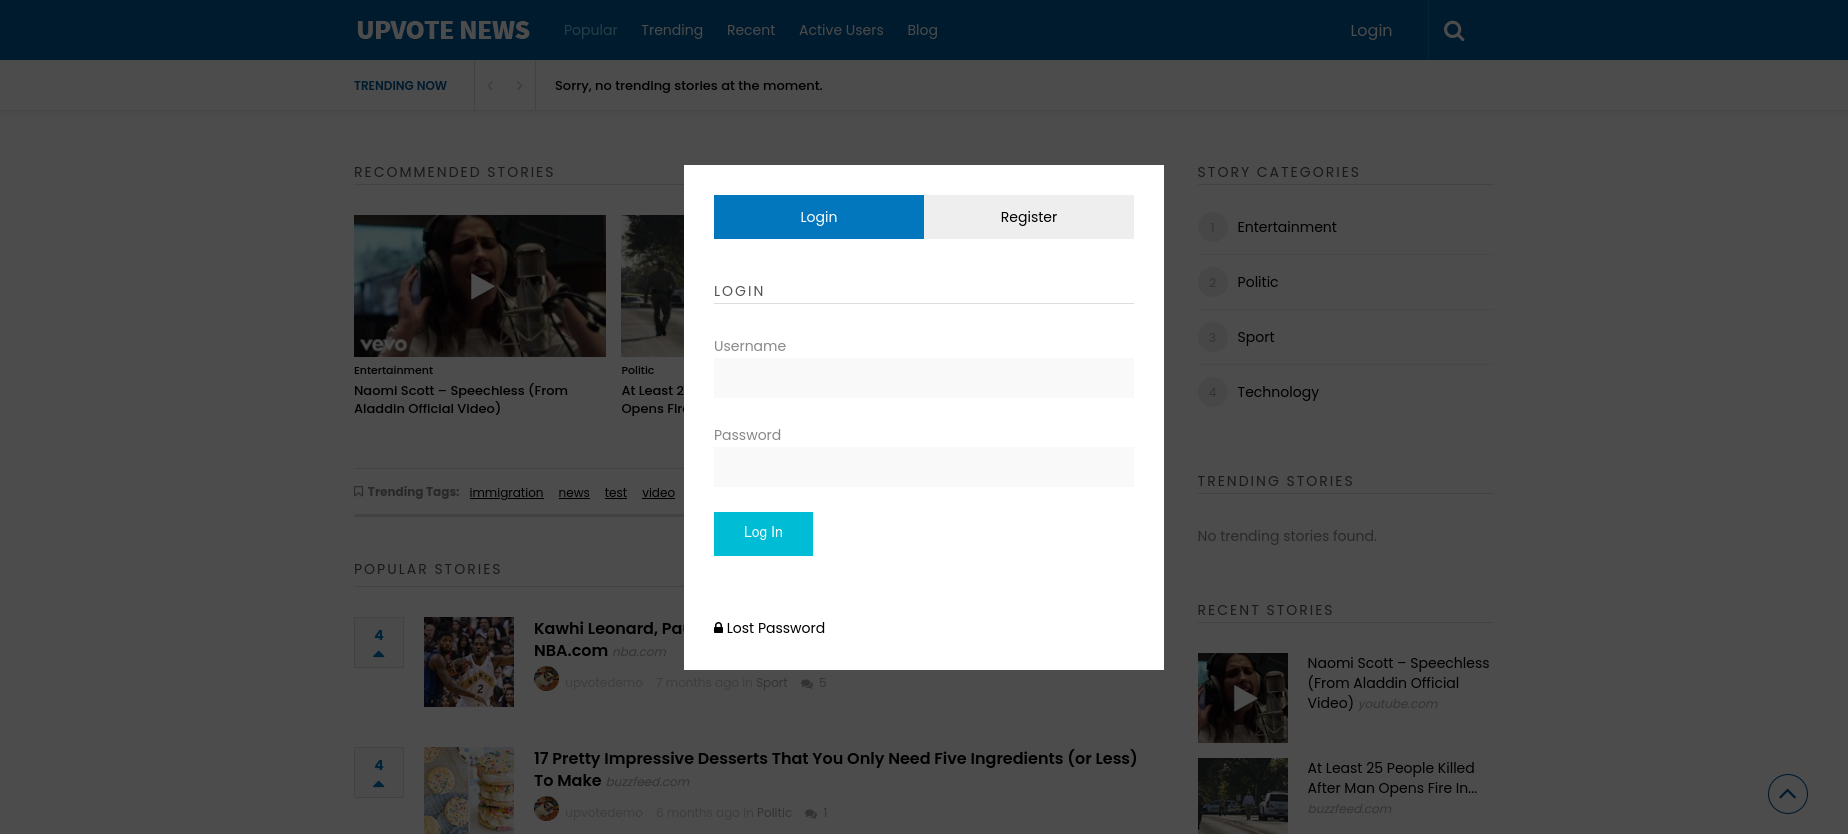 UPVOTE NEWS Popular Trending Recent Active Users Blog Login
TRENDING NOW Sorry, no trending stories at the moment.
RECOMMENDED STORIES
vevo
Entertainment
Naomi Scott – Speechless (From
Aladdin Official Video)
Politic
At Least 2
Opens Fire
Trending Tags: immigration news test video
POPULAR STORIES
4
Kawhi Leonard, Pau
NBA.com nba.com
upvotedemo 7 months ago in Sport 5
4
17 Pretty Impressive Desserts That You Only Need Five Ingredients (or Less)
To Make buzzfeed.com
upvotedemo 6 months ago in Politic 1
Login Register
LOGIN
Username
Password
Log In
Lost Password
STORY CATEGORIES
1 Entertainment
2 Politic
3 Sport
4 Technology
TRENDING STORIES
No trending stories found.
RECENT STORIES
Naomi Scott – Speechless
(From Aladdin Official
Video) youtube.com
At Least 25 People Killed
After Man Opens Fire In...
buzzfeed.com